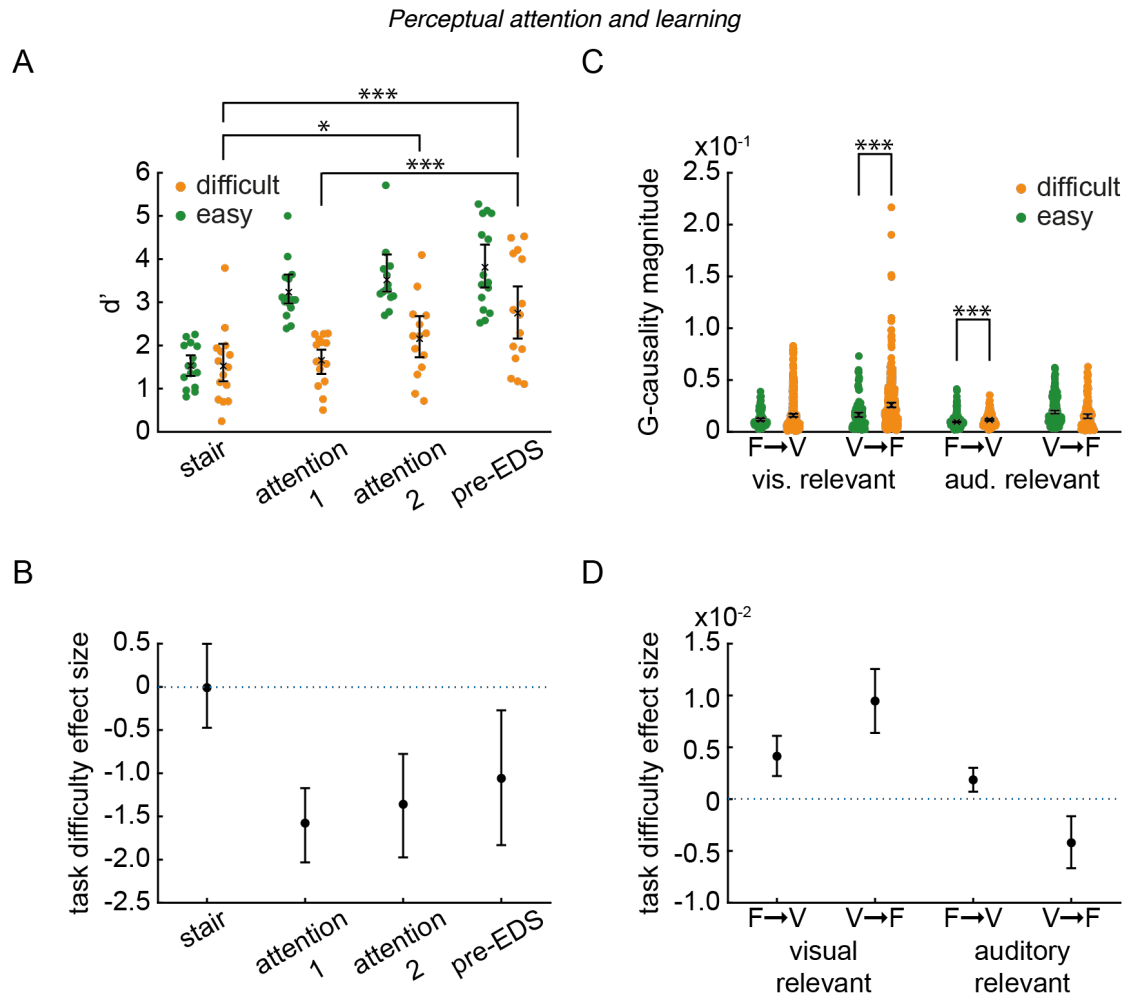 Perceptual attention and learning
A
***
*
***
d'
6
5
4
3
2
1
0
difficult
easy
stair
attention 1
attention 2
pre-EDS
C
x10⁻¹
G-causality magnitude
2.5
2.0
1.5
1.0
0.5
0
***
***
difficult
easy
F→V
V→F
F→V
V→F
vis. relevant
aud. relevant
B
task difficulty effect size
0.5
0
-0.5
-1.0
-1.5
-2.0
-2.5
stair
attention 1
attention 2
pre-EDS
D
x10⁻²
task difficulty effect size
1.5
1.0
0.5
0
-0.5
-1.0
F→V
V→F
F→V
V→F
visual
relevant
auditory
relevant